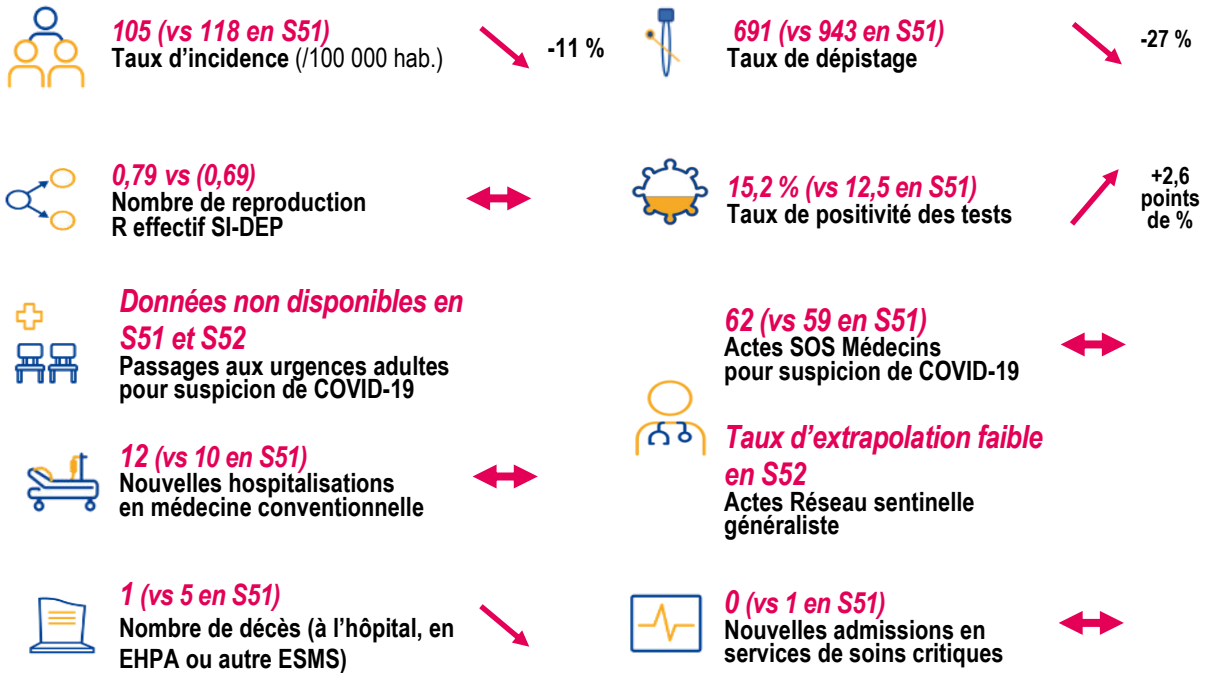 105 (vs 118 en S51)
Taux d'incidence (/100 000 hab.)
-11 %
691 (vs 943 en S51)
Taux de dépistage
-27 %
0,79 vs (0,69)
Nombre de reproduction
R effectif SI-DEP
15,2 % (vs 12,5 en S51)
Taux de positivité des tests
+2,6
points
de %
Données non disponibles en
S51 et S52
Passages aux urgences adultes
pour suspicion de COVID-19
62 (vs 59 en S51)
Actes SOS Médecins
pour suspicion de COVID-19
12 (vs 10 en S51)
Nouvelles hospitalisations
en médecine conventionnelle
Taux d'extrapolation faible
en S52
Actes Réseau sentinelle
généraliste
1 (vs 5 en S51)
Nombre de décès (à l'hôpital, en
EHPA ou autre ESMS)
0 (vs 1 en S51)
Nouvelles admissions en
services de soins critiques